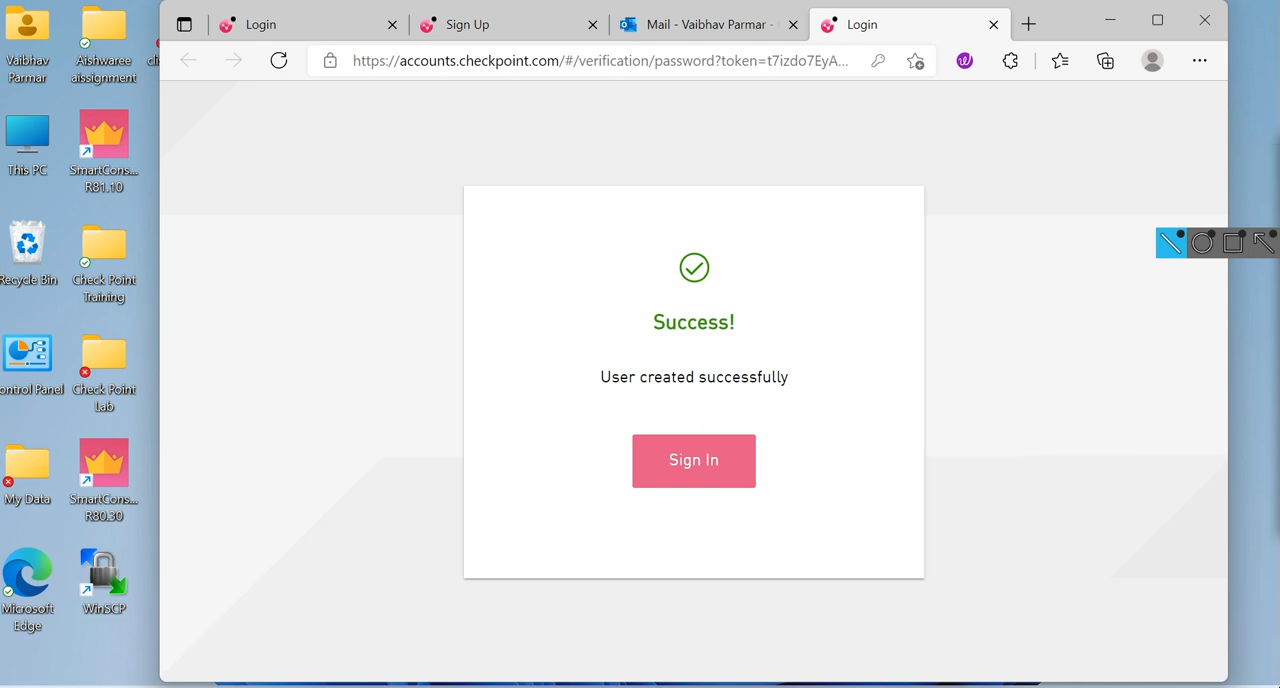 Login
Sign Up
Mail - Vaibhav Parmar -
Login
https://accounts.checkpoint.com/#/verification/password?token=t7izdo7EyA...
Vaibhav
Parmar
Aishwaree
aissignment
This PC
SmartCons...
R81.10
Recycle Bin
Check Point
Training
ontrol Panel
Check Point
Lab
My Data
SmartCons...
R80.30
Microsoft
Edge
WinSCP
Success!
User created successfully
Sign In